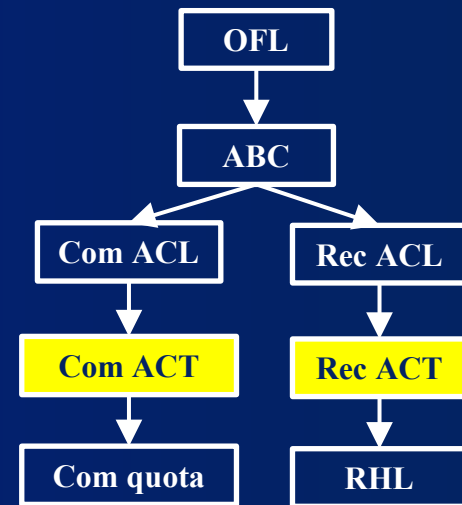 OFL
ABC
Com ACL
Rec ACL
Com ACT
Rec ACT
Com quota
RHL